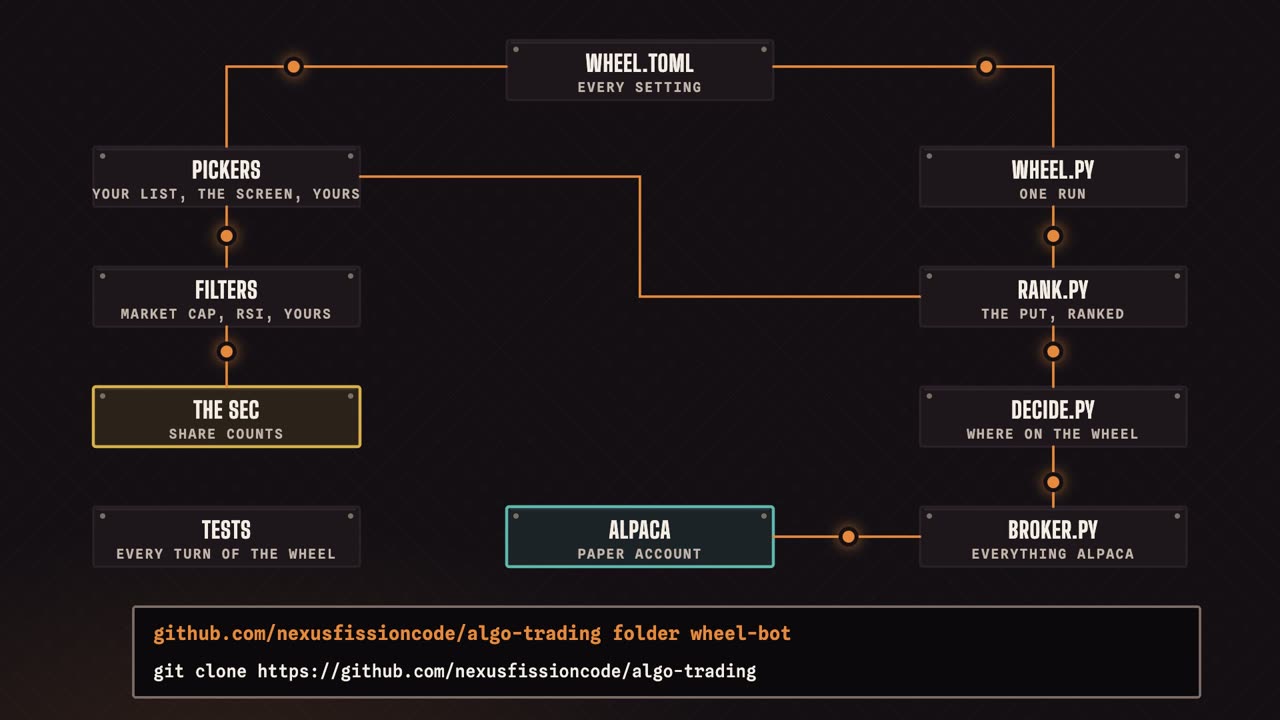 WHEEL.TOML
EVERY SETTING
PICKERS
YOUR LIST, THE SCREEN, YOURS
WHEEL.PY
ONE RUN
FILTERS
MARKET CAP, RSI, YOURS
RANK.PY
THE PUT, RANKED
THE SEC
SHARE COUNTS
DECIDE.PY
WHERE ON THE WHEEL
TESTS
EVERY TURN OF THE WHEEL
ALPACA
PAPER ACCOUNT
BROKER.PY
EVERYTHING ALPACA
github.com/nexusfissioncode/algo-trading folder wheel-bot
git clone https://github.com/nexusfissioncode/algo-trading